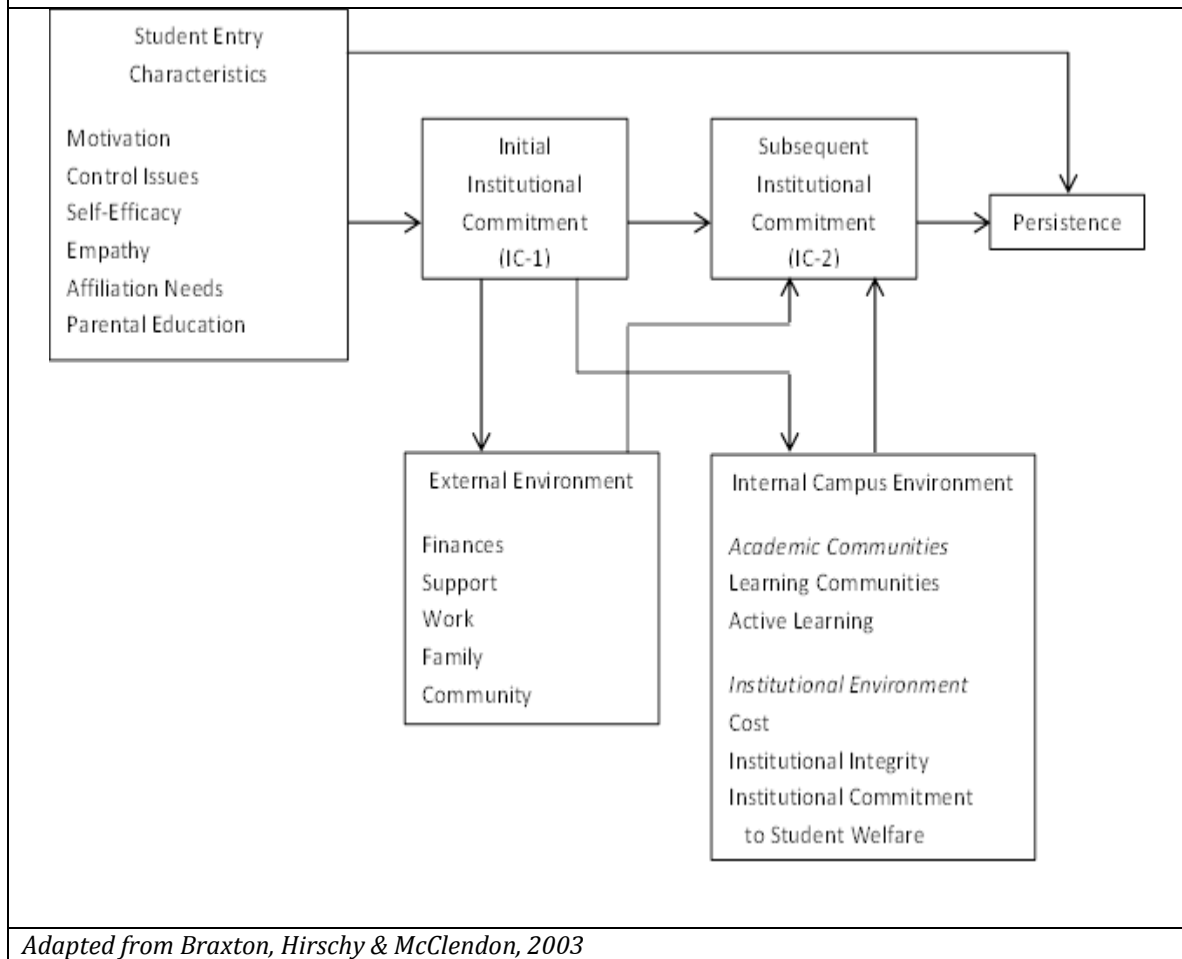 Student Entry
Characteristics
Motivation
Control Issues
Self-Efficacy
Empathy
Affiliation Needs
Parental Education
Initial
Institutional
Commitment
(IC-1)
Subsequent
Institutional
Commitment
(IC-2)
Persistence
External Environment
Finances
Support
Work
Family
Community
Internal Campus Environment
Academic Communities
Learning Communities
Active Learning
Institutional Environment
Cost
Institutional Integrity
Institutional Commitment
to Student Welfare
Adapted from Braxton, Hirschy & McClendon, 2003